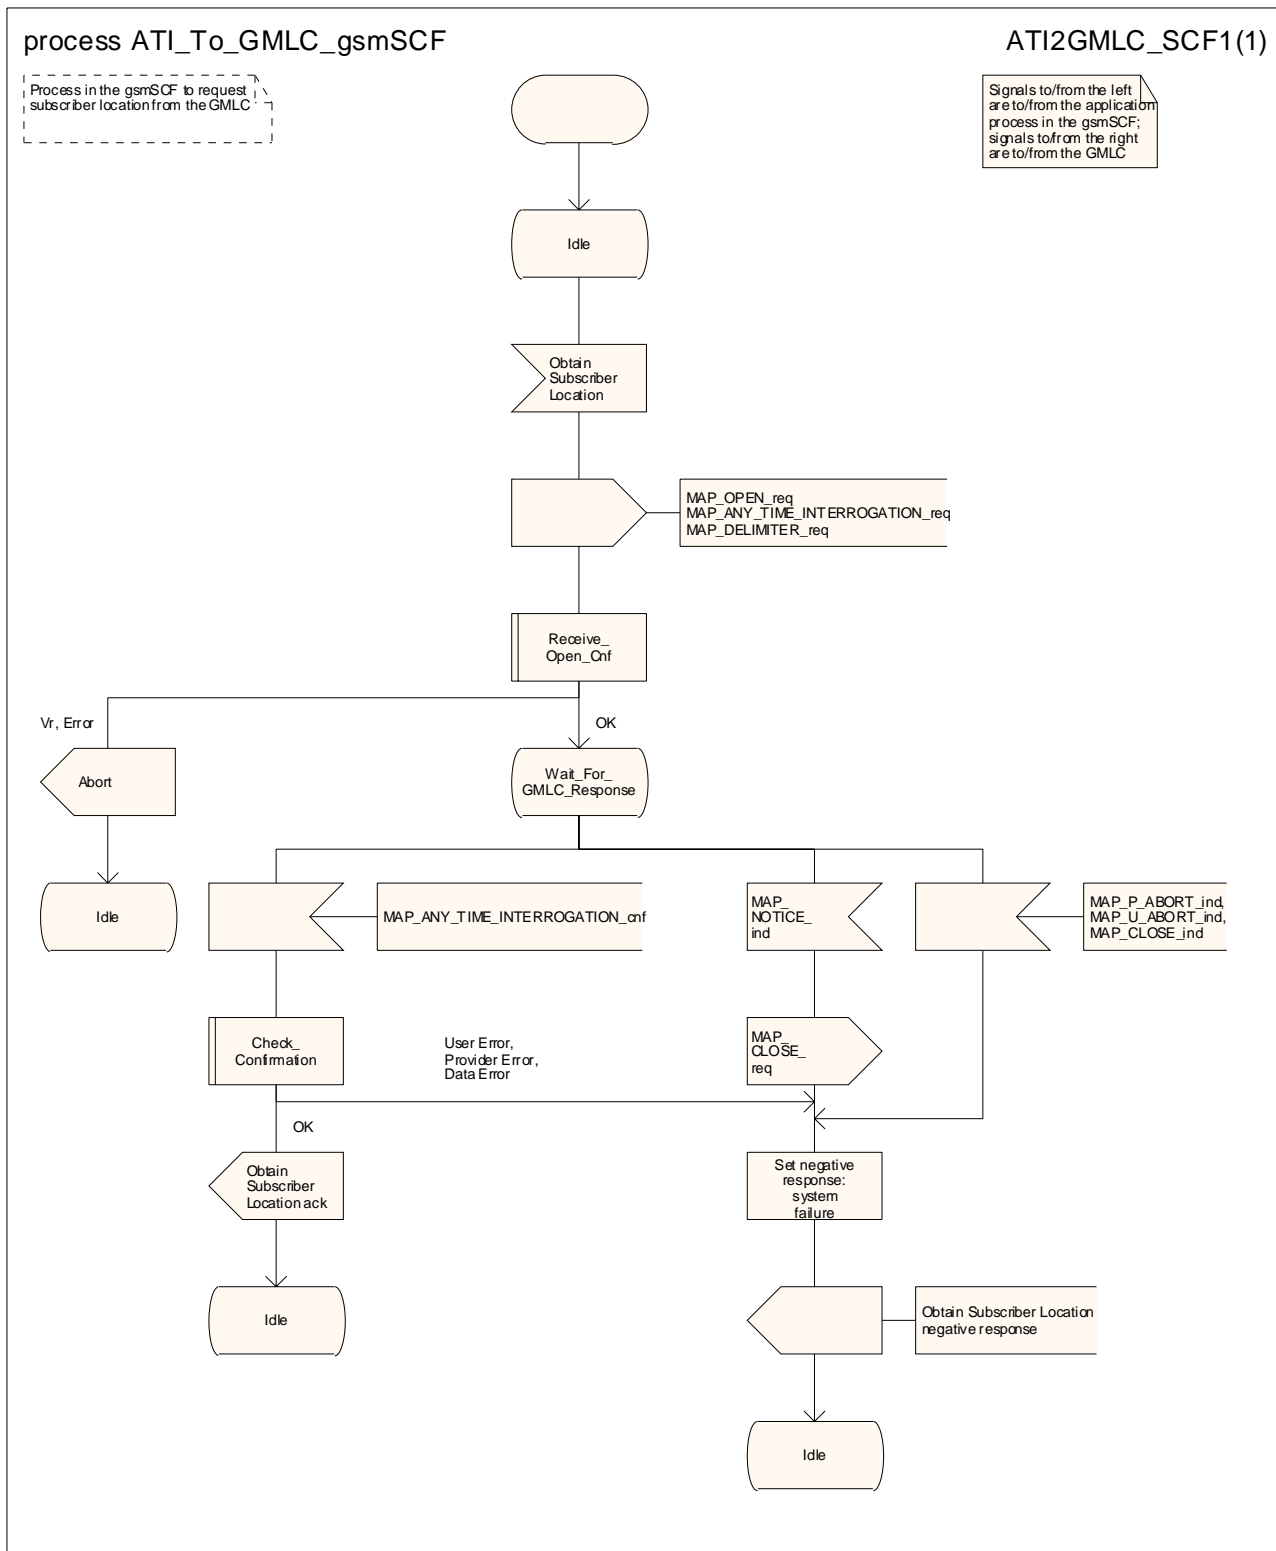 process ATI_To_GMLC_gsmSCF
ATI2GMLC_SCF1(1)
Process in the gsmSCF to request
subscriber location from the GMLC
Signals to/from the left
are to/from the application
process in the gsmSCF;
signals to/from the right
are to/from the GMLC
Idle
Obtain
Subscriber
Location
MAP_OPEN_req
MAP_ANY_TIME_INTERROGATION_req
MAP_DELIMITER_req
Receive_
Open_Cnf
Vr, Error
OK
Abort
Wait_For_
GMLC_Response
Idle
MAP_ANY_TIME_INTERROGATION_cnf
MAP_
NOTICE_
ind
MAP_P_ABORT_ind,
MAP_U_ABORT_ind,
MAP_CLOSE_ind
Check_
Confirmation
User Error,
Provider Error,
Data Error
MAP_
CLOSE_
req
OK
Obtain
Subscriber
Location ack
Set negative
response:
system
failure
Idle
Obtain Subscriber Location
negative response
Idle